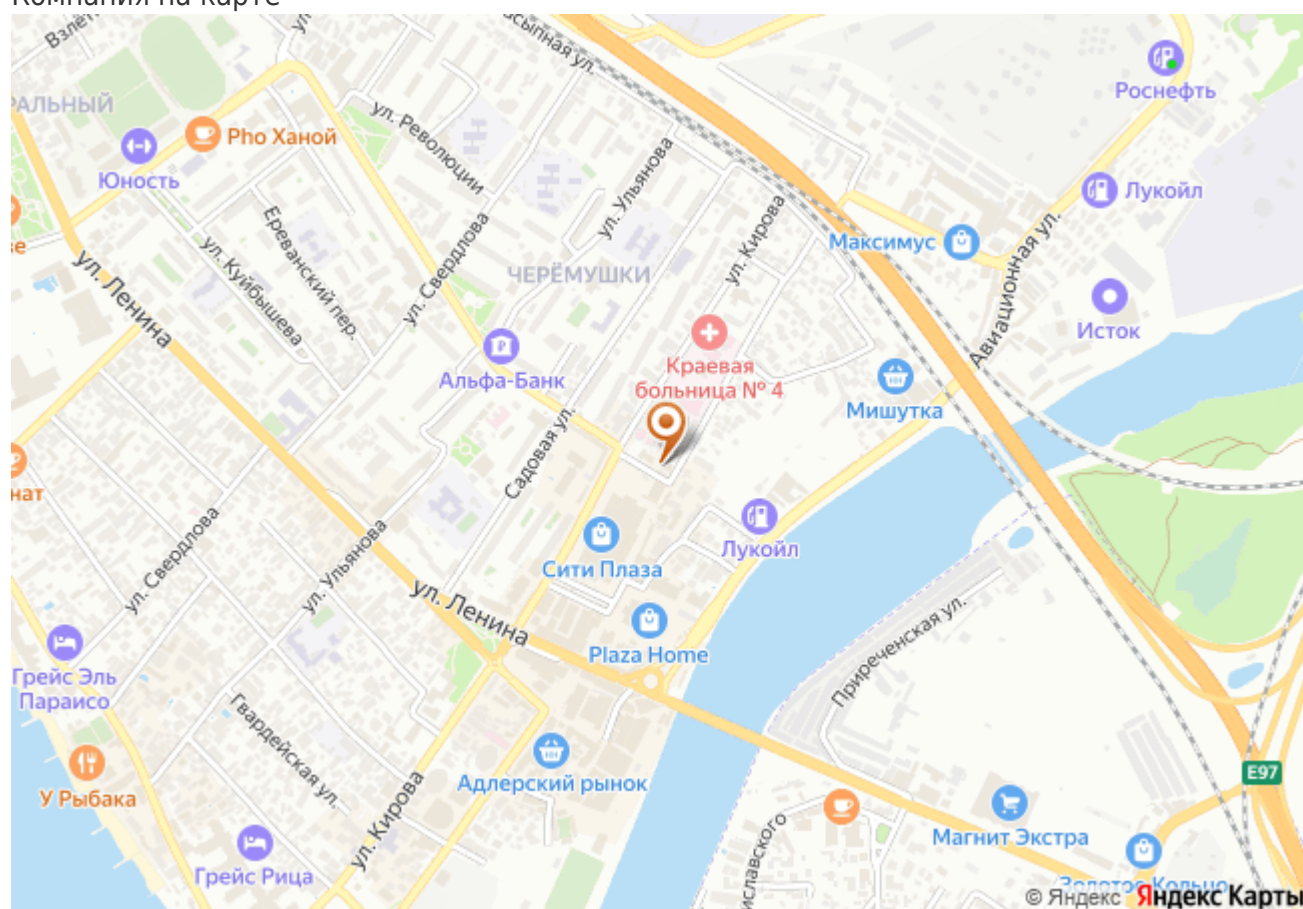 Компания на карте
Роснефть
Pho Ханой
ул. Революции
Юность
ул. Ульянова
Лукойл
Ереванский пер.
ул. Свердлова
ул. Кирова
Максимус
Авиационная ул.
ул. Куйбышева
ЧЕРЁМУШКИ
ул. Ленина
Исток
Альфа-Банк
Краевая
больница № 4
Мишутка
Садовая ул.
Лукойл
ул. Свердлова
ул. Ульянова
Сити Плаза
ул. Ленина
Plaza Home
Приреченская ул.
Грейс Эль
Параисо
Гвардейская ул.
Адлерский рынок
E97
У Рыбака
ул. Кирова
Магнит Экстра
Грейс Рица
Золотое Кольцо
© Яндекс Яндекс Карты